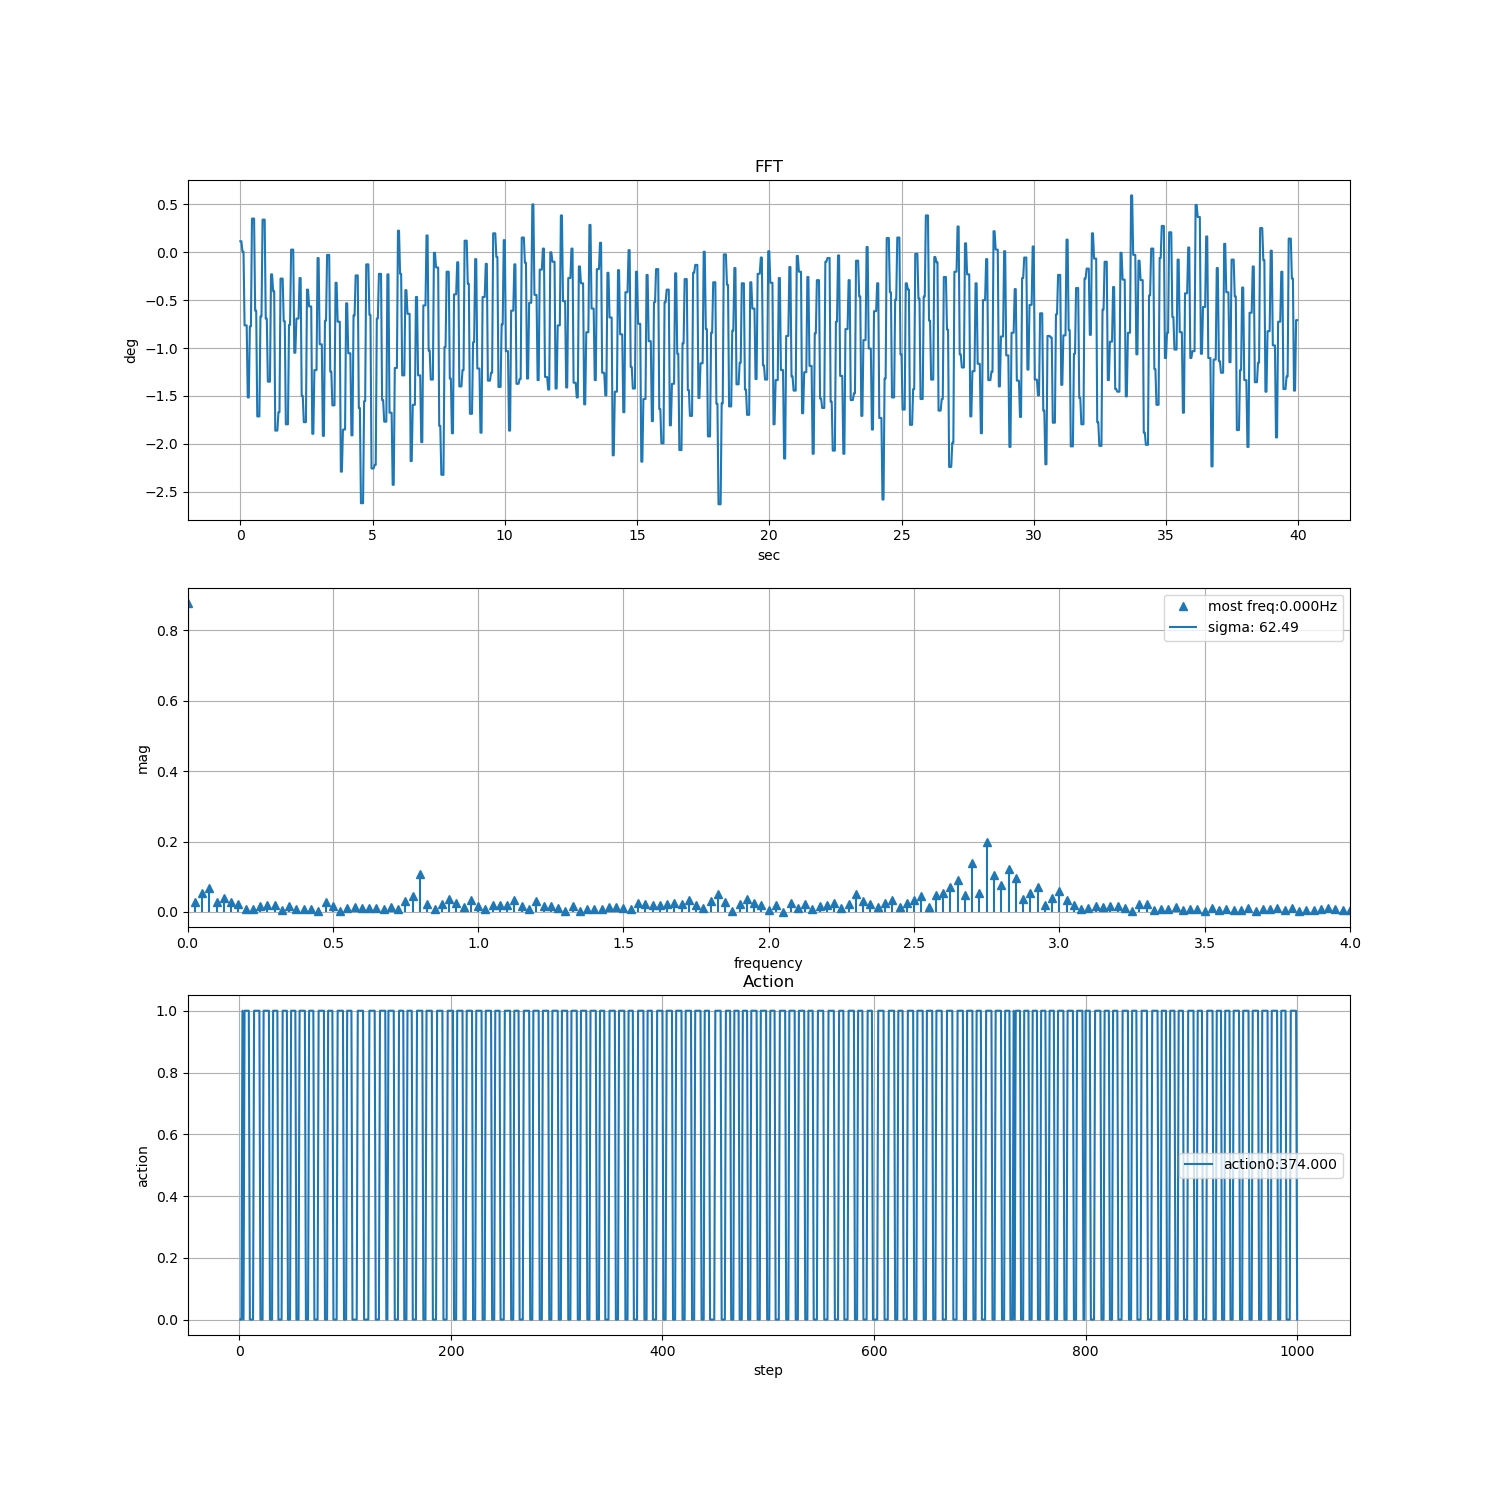 FFT
0.5
0.0
−0.5
−1.0
−1.5
−2.0
−2.5
deg
0 5 10 15 20 25 30 35 40
sec
most freq:0.000Hz
sigma: 62.49
0.8
0.6
0.4
0.2
0.0
mag
0.0 0.5 1.0 1.5 2.0 2.5 3.0 3.5 4.0
frequency
Action
1.0
0.8
0.6
0.4
0.2
0.0
action
action0:374.000
0 200 400 600 800 1000
step